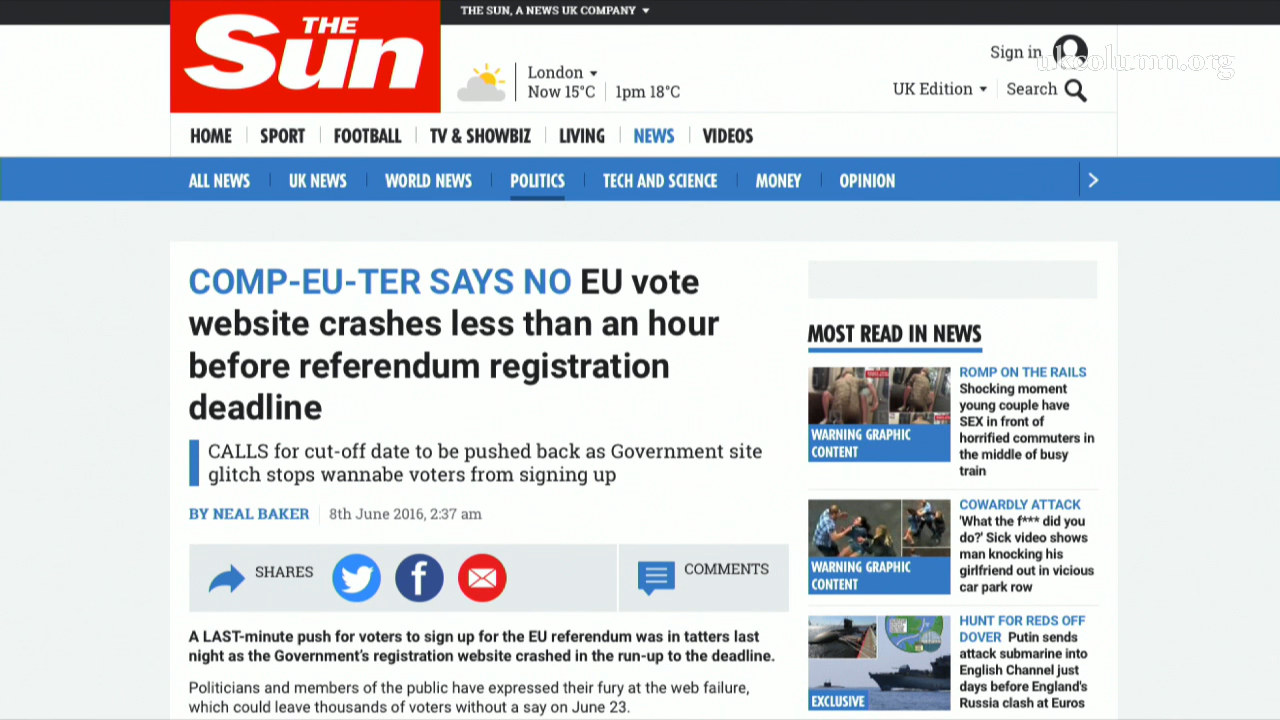 THE SUN, A NEWS UK COMPANY
THE
Sun
London
Now 15°C
1pm 18°C
Sign in
ukcolumn.org
UK Edition
Search
HOME
SPORT
FOOTBALL
TV & SHOWBIZ
LIVING
NEWS
VIDEOS
ALL NEWS
UK NEWS
WORLD NEWS
POLITICS
TECH AND SCIENCE
MONEY
OPINION
COMP-EU-TER SAYS NO EU vote
website crashes less than an hour
before referendum registration
deadline
CALLS for cut-off date to be pushed back as Government site
glitch stops wannabe voters from signing up
BY NEAL BAKER
8th June 2016, 2:37 am
SHARES
COMMENTS
A LAST-minute push for voters to sign up for the EU referendum was in tatters last
night as the Government's registration website crashed in the run-up to the deadline.
Politicians and members of the public have expressed their fury at the web failure,
which could leave thousands of voters without a say on June 23.
MOST READ IN NEWS
WARNING GRAPHIC
CONTENT
ROMP ON THE RAILS
Shocking moment
young couple have
SEX in front of
horrified commuters in
the middle of busy
train
WARNING GRAPHIC
CONTENT
COWARDLY ATTACK
'What the f*** did you
do?' Sick video shows
man knocking his
girlfriend out in vicious
car park row
EXCLUSIVE
HUNT FOR REDS OFF
DOVER Putin sends
attack submarine into
English Channel just
days before England's
Russia clash at Euros